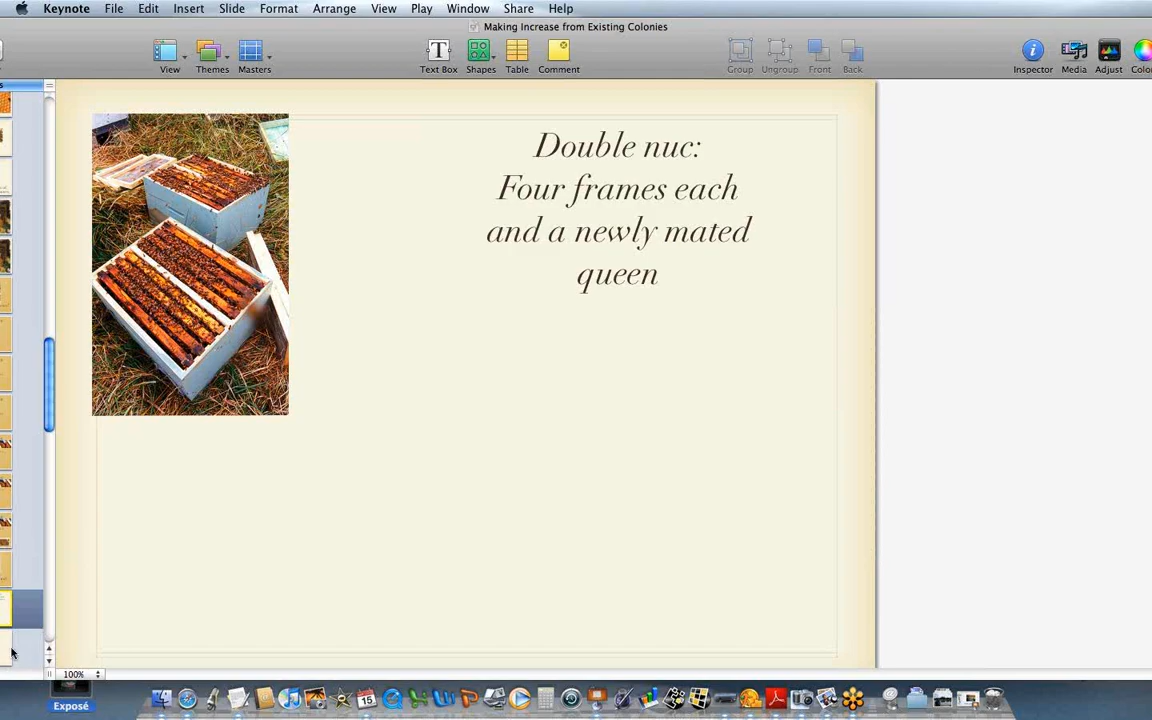 Keynote File Edit Insert Slide Format Arrange View Play Window Share Help
Making Increase from Existing Colonies
View Themes Masters Text Box Shapes Table Comment Group Ungroup Front Back Inspector Media Adjust Colo
Double nuc:
Four frames each
and a newly mated
queen
100%
15
Exposé